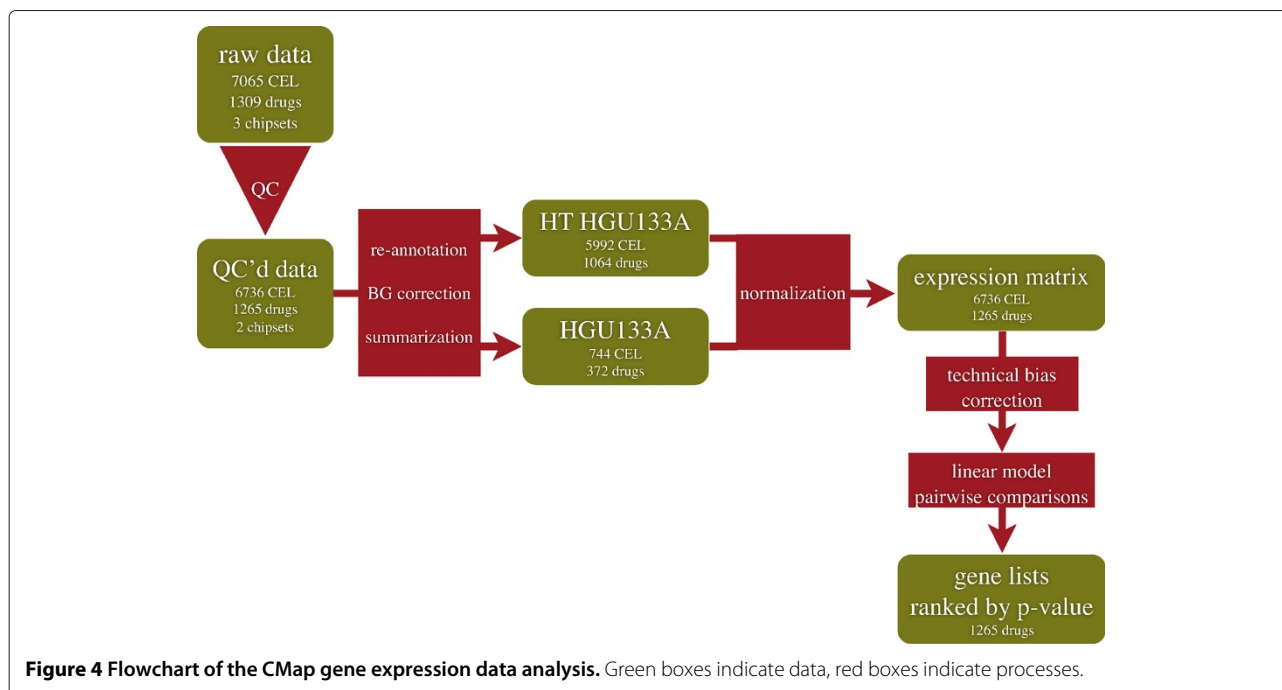 raw data
7065 CEL
1309 drugs
3 chipsets
QC
QC'd data
6736 CEL
1265 drugs
2 chipsets
re-annotation
BG correction
summarization
HT HGU133A
5992 CEL
1064 drugs
HGU133A
744 CEL
372 drugs
normalization
expression matrix
6736 CEL
1265 drugs
technical bias
correction
linear model
pairwise comparisons
gene lists
ranked by p-value
1265 drugs
Figure 4 Flowchart of the CMap gene expression data analysis. Green boxes indicate data, red boxes indicate processes.